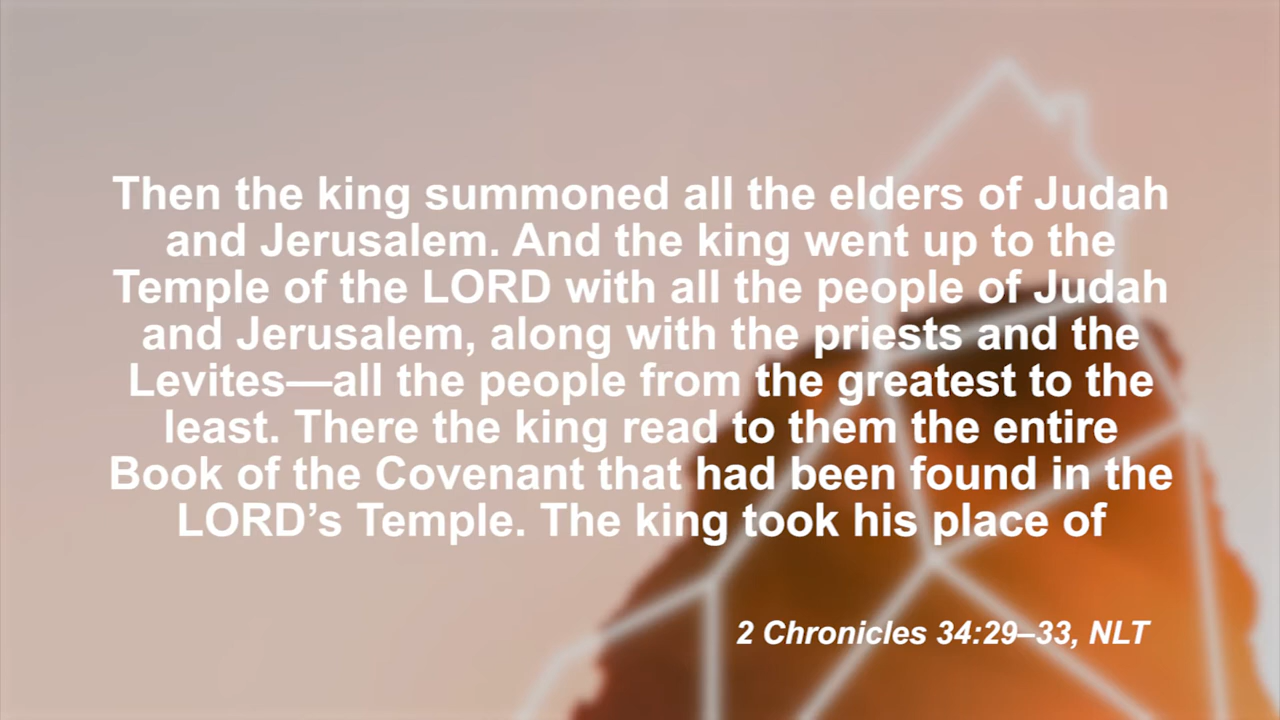 Then the king summoned all the elders of Judah
and Jerusalem. And the king went up to the
Temple of the LORD with all the people of Judah
and Jerusalem, along with the priests and the
Levites—all the people from the greatest to the
least. There the king read to them the entire
Book of the Covenant that had been found in the
LORD’s Temple. The king took his place of
2 Chronicles 34:29–33, NLT